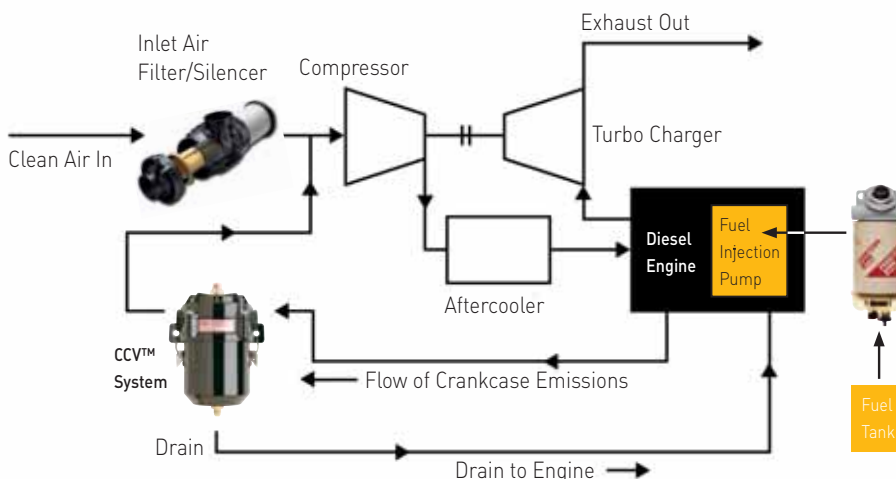 Exhaust Out
Inlet Air
Filter/Silencer
Compressor
Clean Air In
Turbo Charger
Diesel
Engine
Fuel
Injection
Pump
Aftercooler
CCV™
System
Flow of Crankcase Emissions
Fuel
Tank
Drain
Drain to Engine